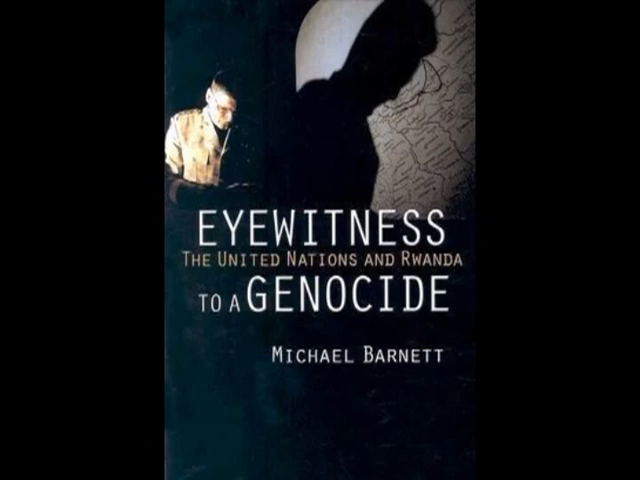 EYEWITNESS
THE UNITED NATIONS AND RWANDA
TO A GENOCIDE
MICHAEL BARNETT